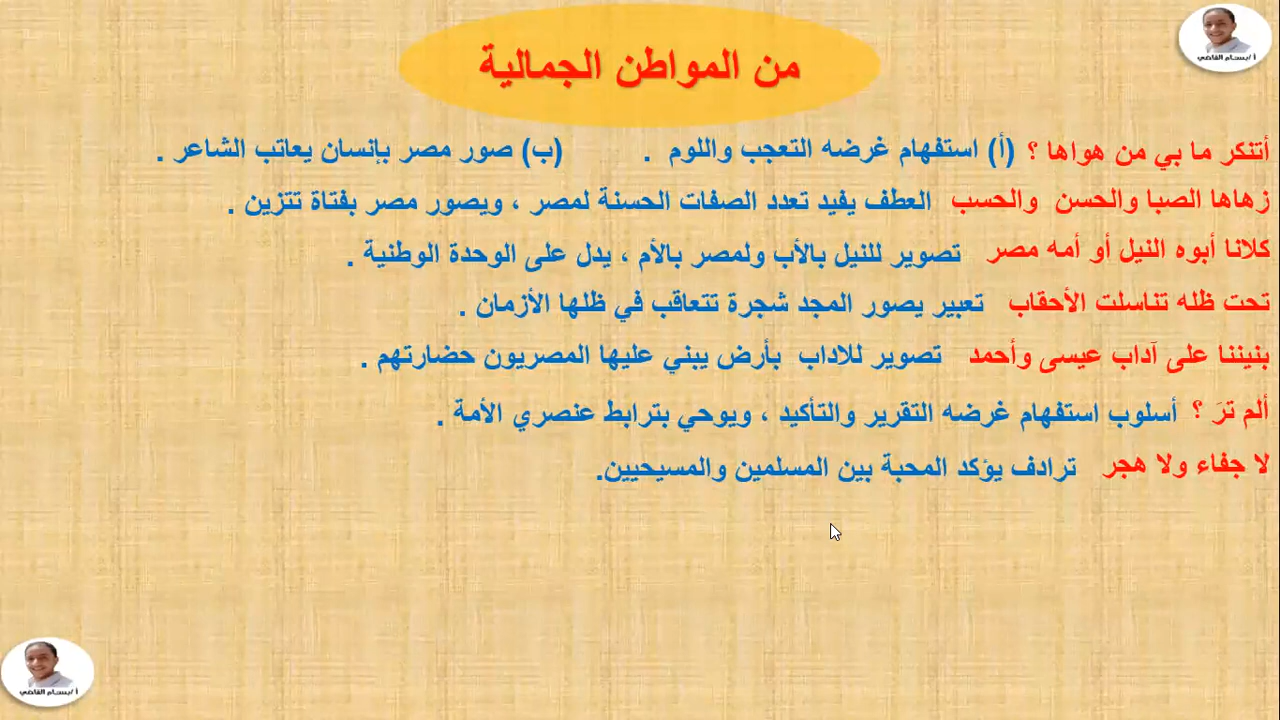 من المواطن الجمالية
أ / بسام القاضي
أتنكر ما بي من هواها ؟ (أ) استفهام غرضه التعجب واللوم . (ب) صور مصر بإنسان يعاتب الشاعر .
زهاها الصبا والحسن والحسب العطف يفيد تعدد الصفات الحسنة لمصر ، ويصور مصر بفتاة تتزين .
كلانا أبوه النيل أو أمه مصر تصوير للنيل بالأب ولمصر بالأم ، يدل على الوحدة الوطنية .
تحت ظله تناسلت الأحقاب تعبير يصور المجد شجرة تتعاقب في ظلها الأزمان .
بنيننا على آداب عيسى وأحمد تصوير للاداب بأرض يبني عليها المصريون حضارتهم .
ألم ترَ ؟ أسلوب استفهام غرضه التقرير والتأكيد ، ويوحي بترابط عنصري الأمة .
لا جفاء ولا هجر ترادف يؤكد المحبة بين المسلمين والمسيحيين.
أ / بسام القاضي